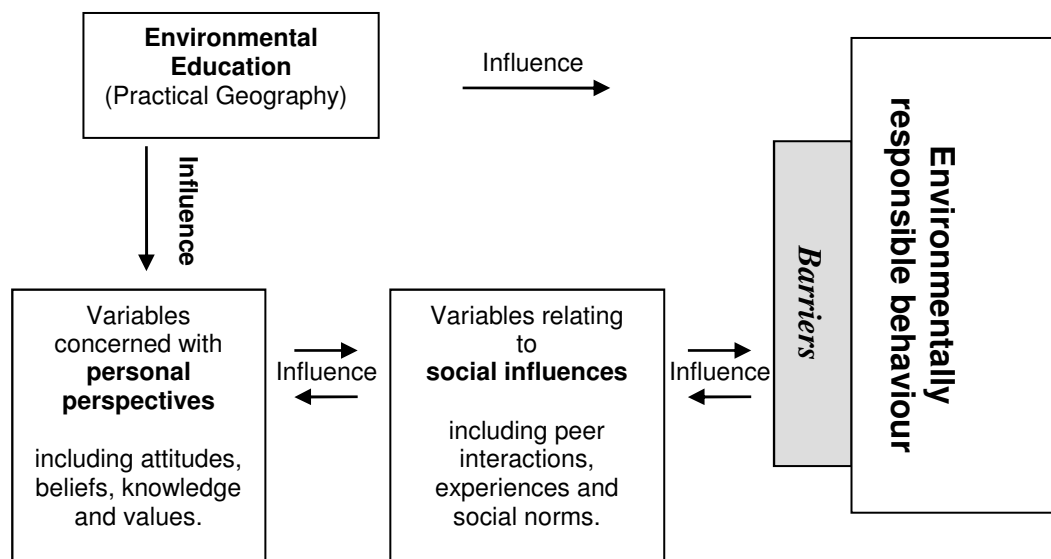 Environmental
Education
(Practical Geography)
Influence
Influence
Variables
concerned with
personal
perspectives
including attitudes,
beliefs, knowledge
and values.
Influence
Variables relating
to
social influences
including peer
interactions,
experiences and
social norms.
Influence
Barriers
Environmentally
responsible behaviour